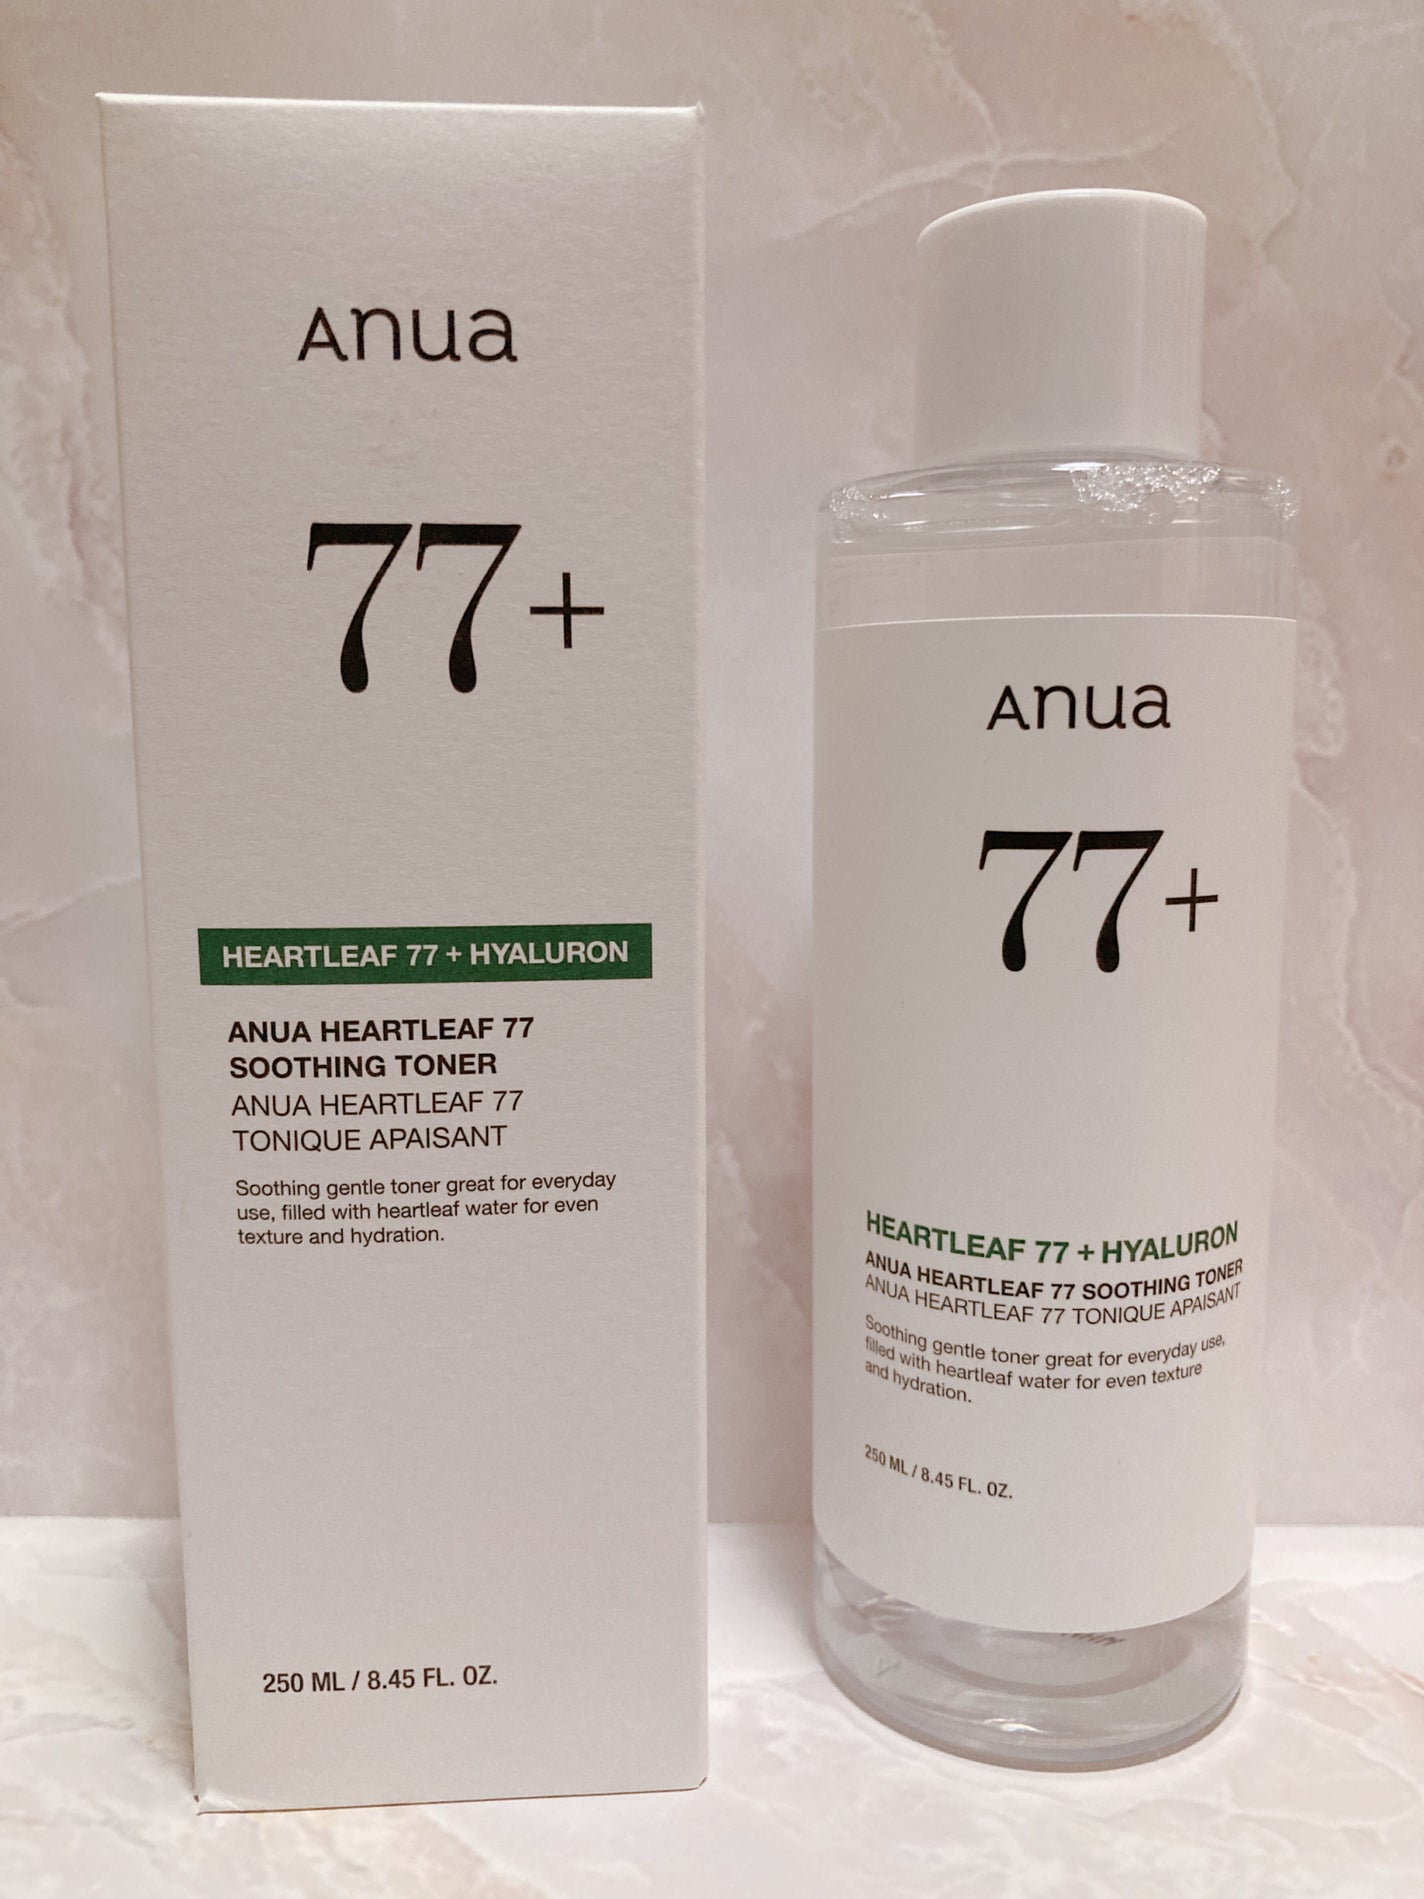 Anua
77+
HEARTLEAF 77 + HYALURON
ANUA HEARTLEAF 77
SOOTHING TONER
ANUA HEARTLEAF 77
TONIQUE APAISANT
Soothing gentle toner great for everyday
use, filled with heartleaf water for even
texture and hydration.
250 ML / 8.45 FL. OZ.
Anua
77+
HEARTLEAF 77 + HYALURON
ANUA HEARTLEAF 77 SOOTHING TONER
ANUA HEARTLEAF 77 TONIQUE APAISANT
Soothing gentle toner great for everyday use,
filled with heartleaf water for even texture
and hydration.
250 ML / 8.45 FL. OZ.